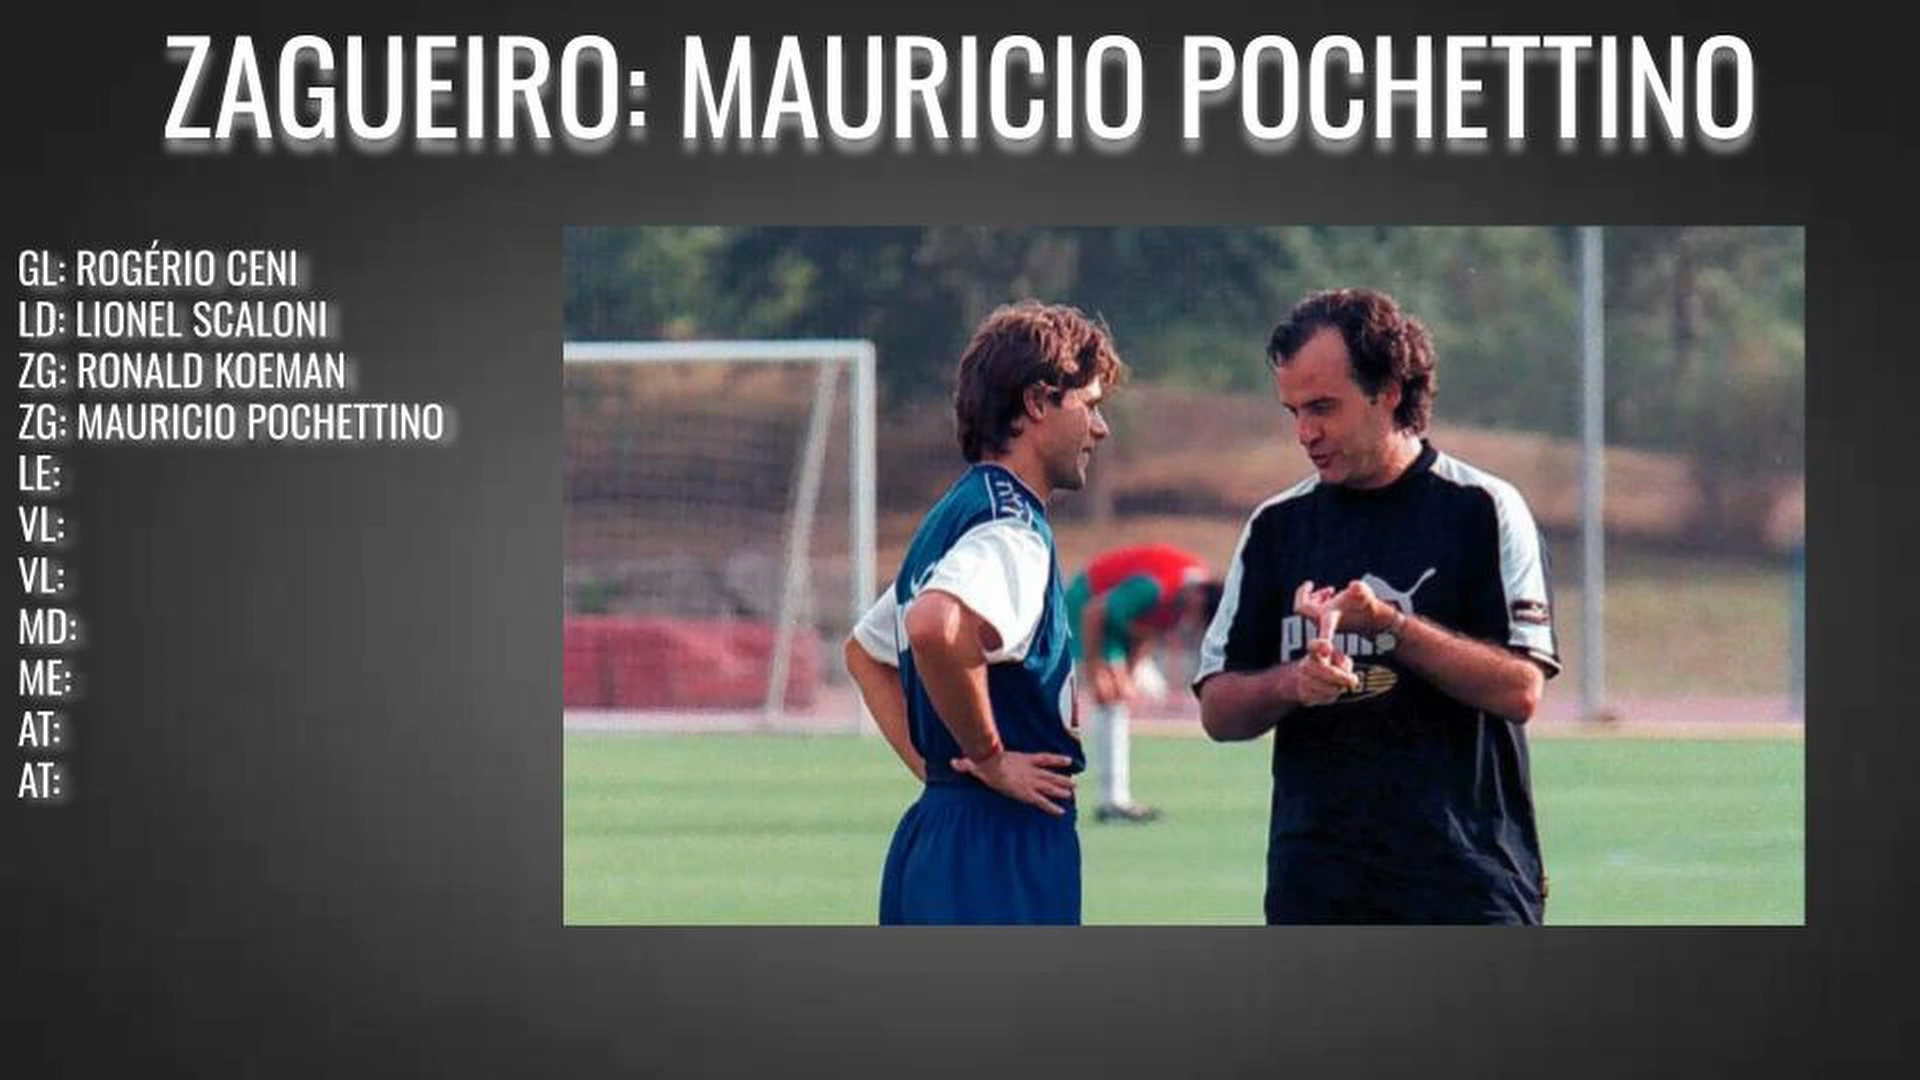 ZAGUEIRO: MAURICIO POCHETTINO
GL: ROGÉRIO CENI
LD: LIONEL SCALONI
ZG: RONALD KOEMAN
ZG: MAURICIO POCHETTINO
LE:
VL:
VL:
MD:
ME:
AT:
AT: